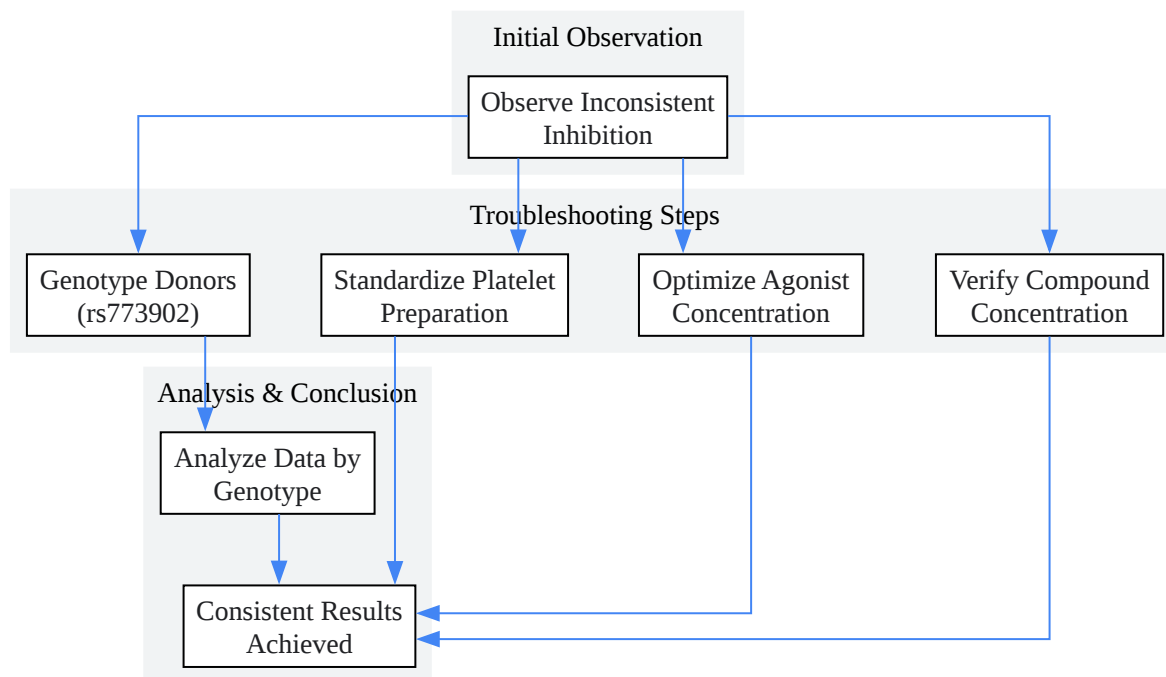 Initial Observation
Observe Inconsistent
Inhibition
Troubleshooting Steps
Genotype Donors
(rs773902)
Standardize Platelet
Preparation
Optimize Agonist
Concentration
Verify Compound
Concentration
Analysis & Conclusion
Analyze Data by
Genotype
Consistent Results
Achieved